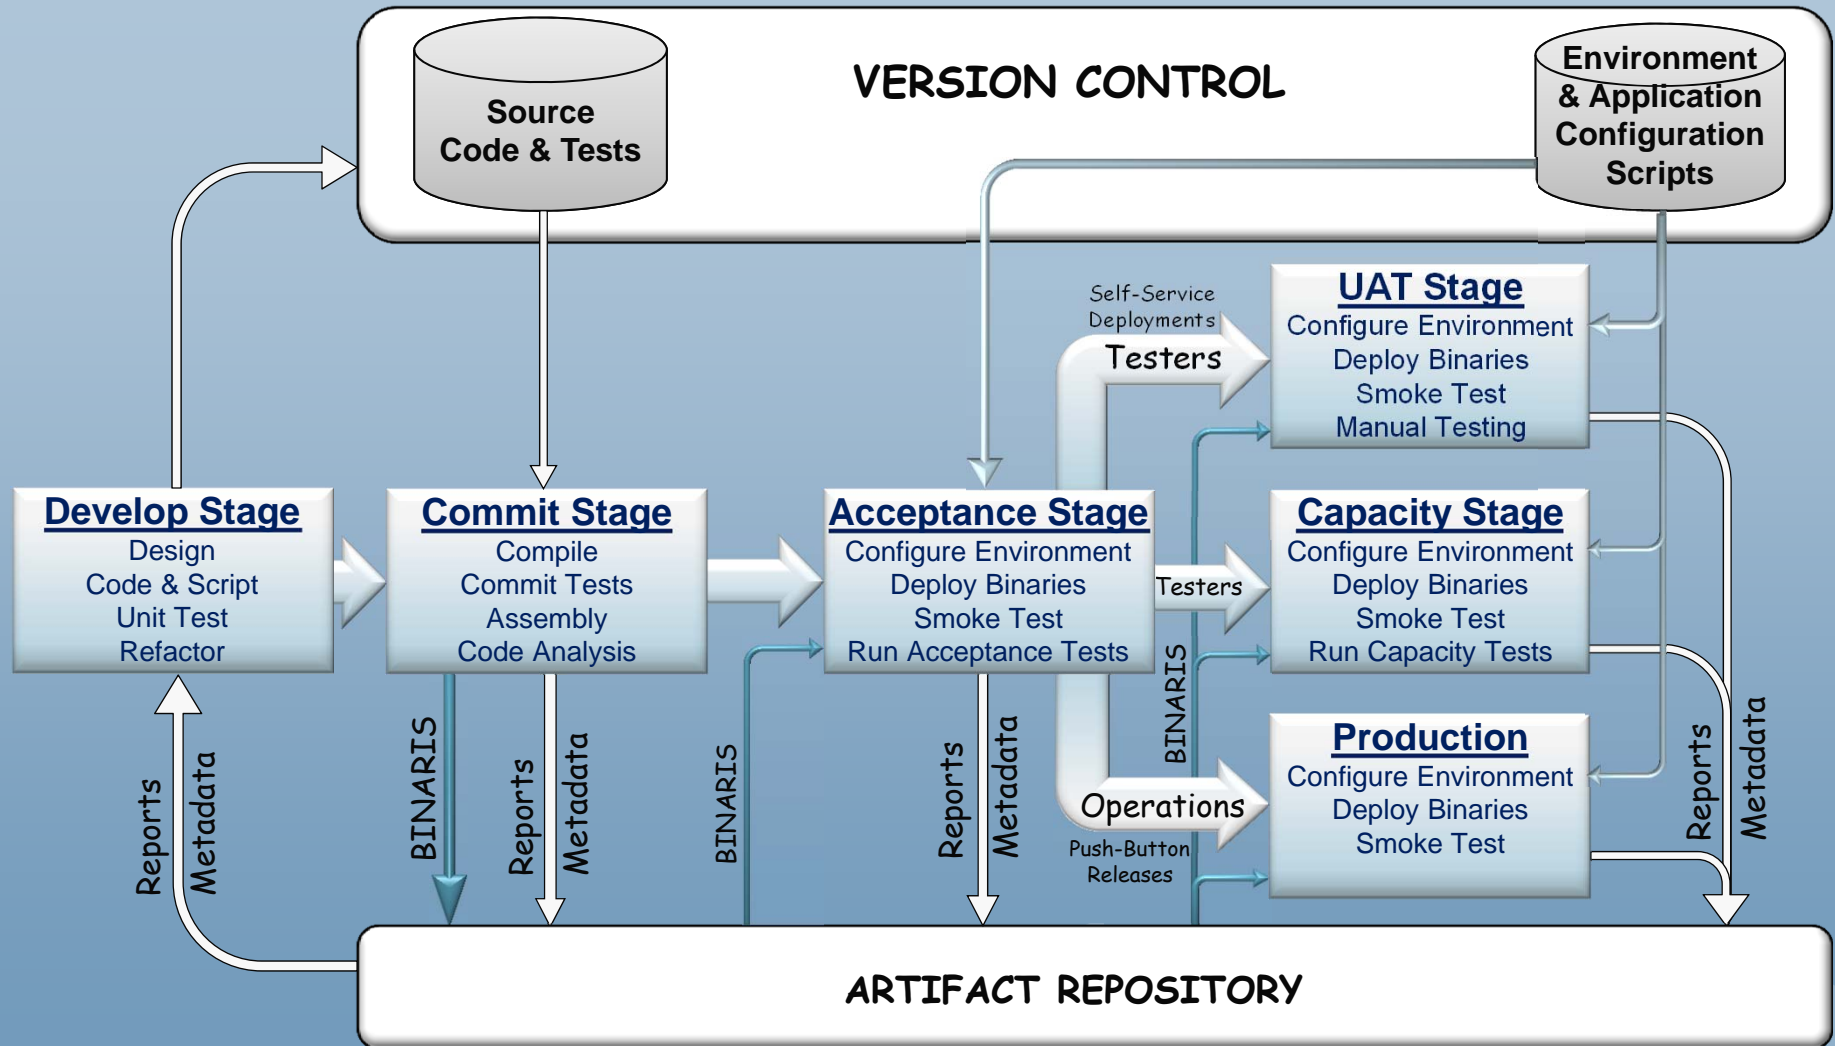 VERSION CONTROL
Source
Code & Tests
Environment
& Application
Configuration
Scripts
Develop Stage
Design
Code & Script
Unit Test
Refactor
Commit Stage
Compile
Commit Tests
Assembly
Code Analysis
Acceptance Stage
Configure Environment
Deploy Binaries
Smoke Test
Run Acceptance Tests
Self-Service
Deployments
Testers
UAT Stage
Configure Environment
Deploy Binaries
Smoke Test
Manual Testing
Testers
Capacity Stage
Configure Environment
Deploy Binaries
Smoke Test
Run Capacity Tests
Operations
Push-Button
Releases
Production
Configure Environment
Deploy Binaries
Smoke Test
Reports
Metadata
BINARIS
Reports
Metadata
BINARIS
Reports
Metadata
BINARIS
Reports
Metadata
ARTIFACT REPOSITORY